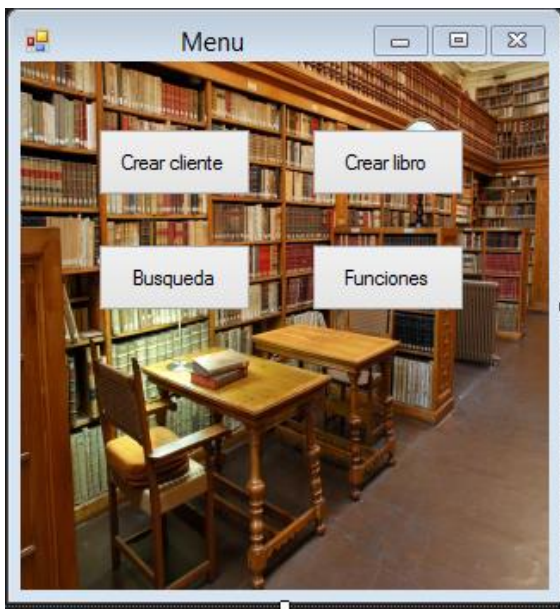 Menu
Crear cliente
Crear libro
Busqueda
Funciones